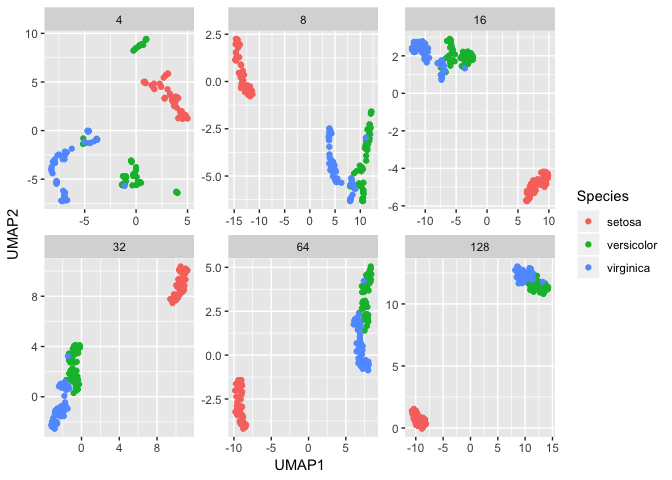 4 8 16
10 5 0 -5
2.5 0.0 -2.5 -5.0
2 0 -2 -4 -6
-5 0 5
-15 -10 -5 0 5 10
-10 -5 0 5 10
UMAP2
Species
setosa
versicolor
virginica
32 64 128
8 4 0
5.0 2.5 0.0 -2.5
10 5 0
0 4 8
-10 -5 0 5
-10 -5 0 5 10 15
UMAP1